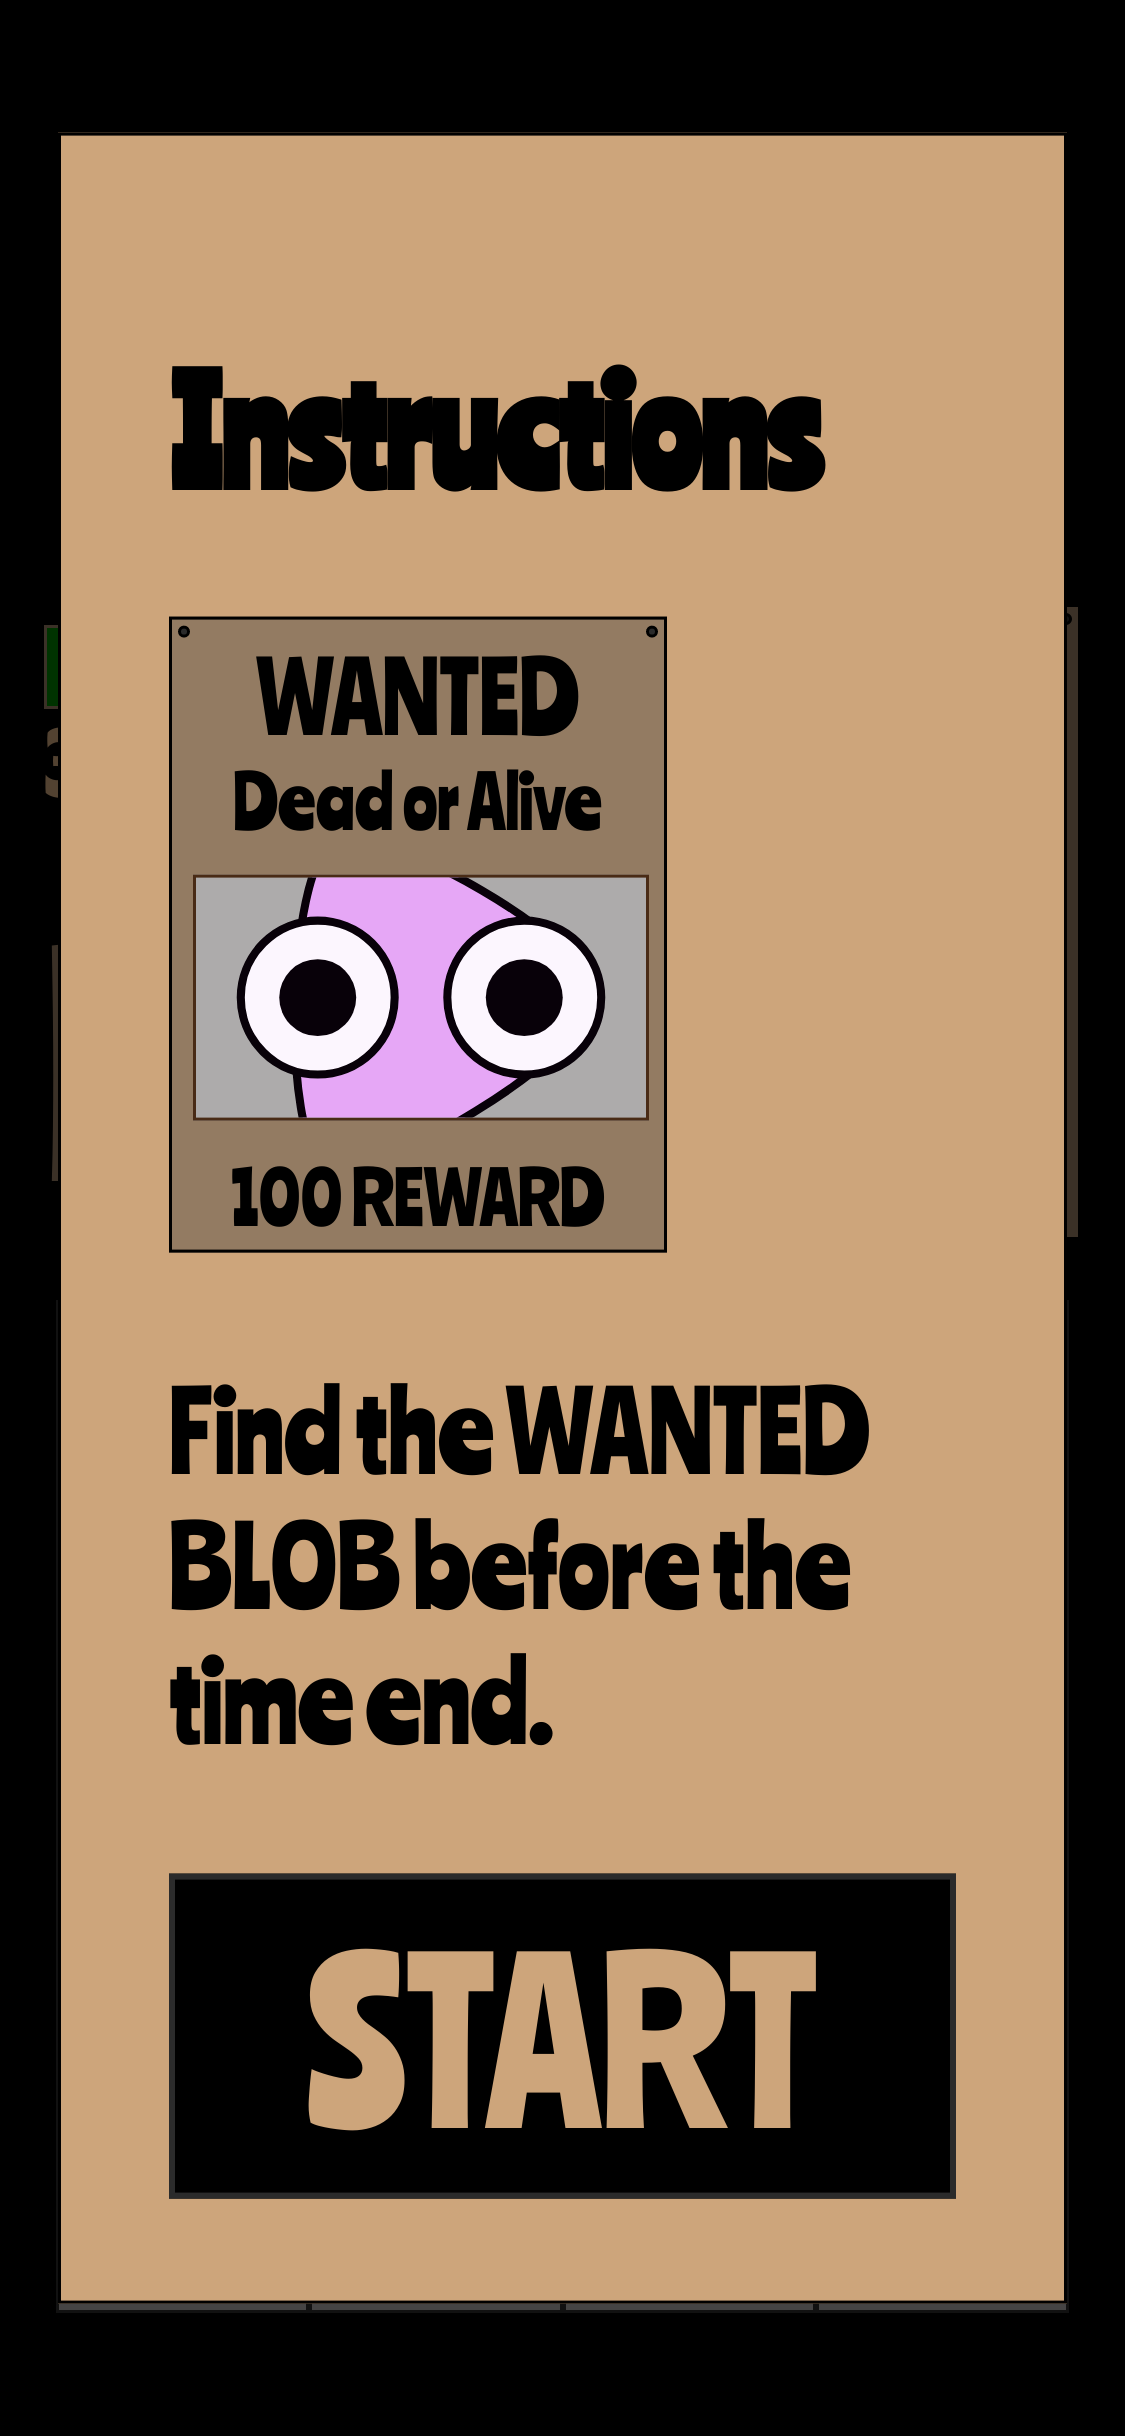 Instructions
WANTED
Dead or Alive
100 REWARD
Find the WANTED
BLOB before the
time end.
START